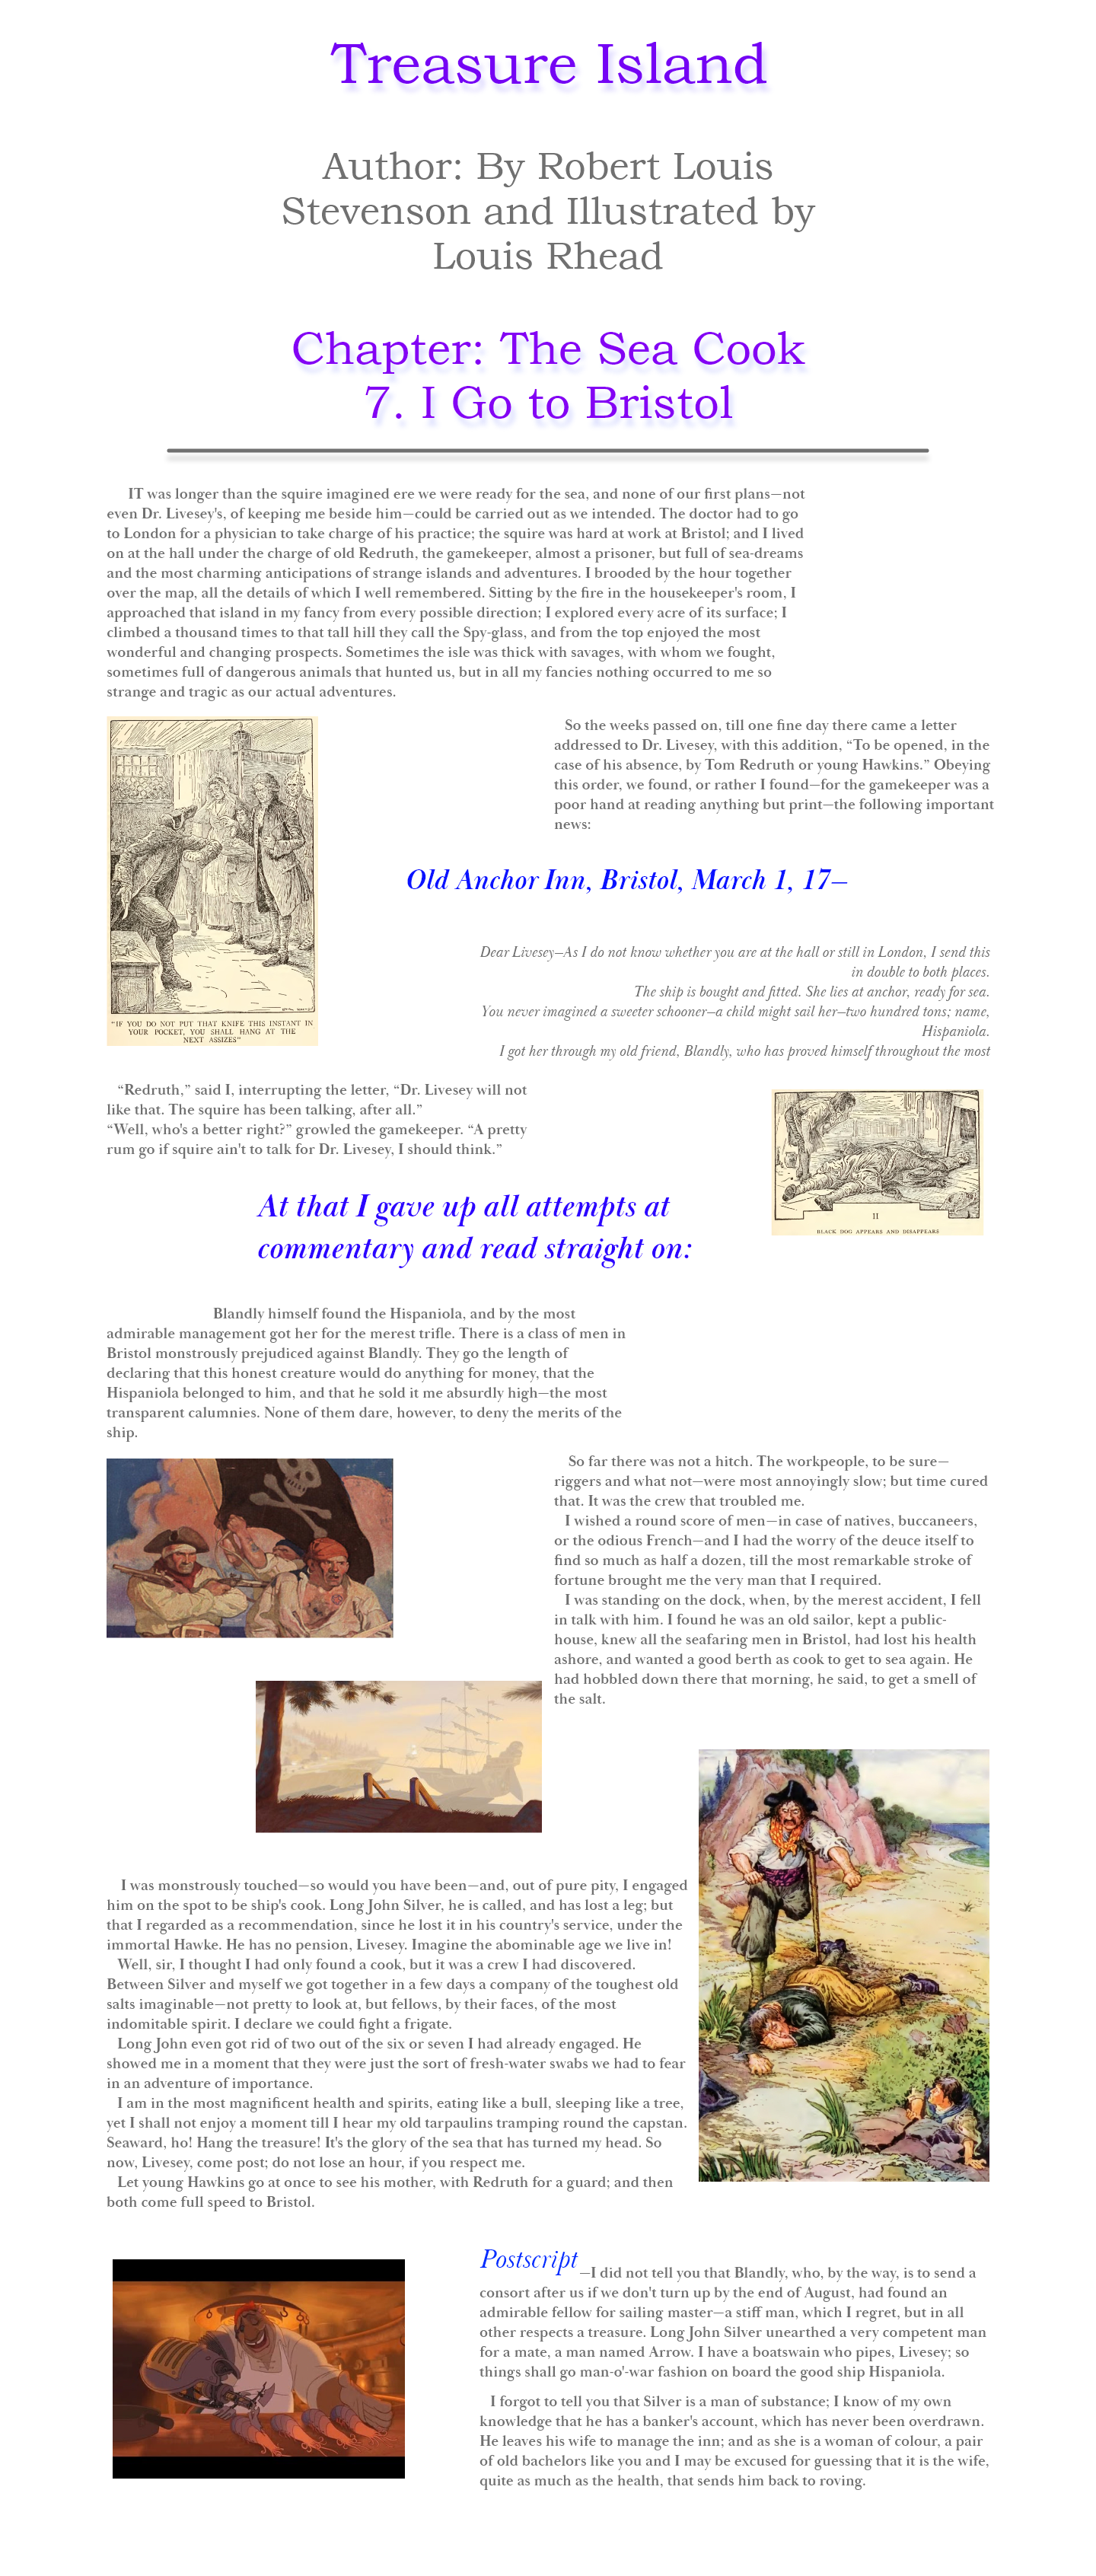 Treasure Island
Author: By Robert Louis
Stevenson and Illustrated by
Louis Rhead
Chapter: The Sea Cook
7. I Go to Bristol
IT was longer than the squire imagined ere we were ready for the sea, and none of our first plans—not
even Dr. Livesey's, of keeping me beside him—could be carried out as we intended. The doctor had to go
to London for a physician to take charge of his practice; the squire was hard at work at Bristol; and I lived
on at the hall under the charge of old Redruth, the gamekeeper, almost a prisoner, but full of sea-dreams
and the most charming anticipations of strange islands and adventures. I brooded by the hour together
over the map, all the details of which I well remembered. Sitting by the fire in the housekeeper's room, I
approached that island in my fancy from every possible direction; I explored every acre of its surface; I
climbed a thousand times to that tall hill they call the Spy-glass, and from the top enjoyed the most
wonderful and changing prospects. Sometimes the isle was thick with savages, with whom we fought,
sometimes full of dangerous animals that hunted us, but in all my fancies nothing occurred to me so
strange and tragic as our actual adventures.
"IF YOU DO NOT PUT THAT KNIFE THIS INSTANT IN
YOUR POCKET, YOU SHALL HANG AT THE
NEXT ASSIZES"
So the weeks passed on, till one fine day there came a letter
addressed to Dr. Livesey, with this addition, “To be opened, in the
case of his absence, by Tom Redruth or young Hawkins.” Obeying
this order, we found, or rather I found—for the gamekeeper was a
poor hand at reading anything but print—the following important
news:
Old Anchor Inn, Bristol, March 1, 17—
Dear Livesey—As I do not know whether you are at the hall or still in London, I send this
in double to both places.
The ship is bought and fitted. She lies at anchor, ready for sea.
You never imagined a sweeter schooner—a child might sail her—two hundred tons; name,
Hispaniola.
I got her through my old friend, Blandly, who has proved himself throughout the most
“Redruth,” said I, interrupting the letter, “Dr. Livesey will not
like that. The squire has been talking, after all.”
“Well, who's a better right?” growled the gamekeeper. “A pretty
rum go if squire ain't to talk for Dr. Livesey, I should think.”
II
BLACK DOG APPEARS AND DISAPPEARS
At that I gave up all attempts at
commentary and read straight on:
Blandly himself found the Hispaniola, and by the most
admirable management got her for the merest trifle. There is a class of men in
Bristol monstrously prejudiced against Blandly. They go the length of
declaring that this honest creature would do anything for money, that the
Hispaniola belonged to him, and that he sold it me absurdly high—the most
transparent calumnies. None of them dare, however, to deny the merits of the
ship.
So far there was not a hitch. The workpeople, to be sure—
riggers and what not—were most annoyingly slow; but time cured
that. It was the crew that troubled me.
I wished a round score of men—in case of natives, buccaneers,
or the odious French—and I had the worry of the deuce itself to
find so much as half a dozen, till the most remarkable stroke of
fortune brought me the very man that I required.
I was standing on the dock, when, by the merest accident, I fell
in talk with him. I found he was an old sailor, kept a public-
house, knew all the seafaring men in Bristol, had lost his health
ashore, and wanted a good berth as cook to get to sea again. He
had hobbled down there that morning, he said, to get a smell of
the salt.
I was monstrously touched—so would you have been—and, out of pure pity, I engaged
him on the spot to be ship's cook. Long John Silver, he is called, and has lost a leg; but
that I regarded as a recommendation, since he lost it in his country's service, under the
immortal Hawke. He has no pension, Livesey. Imagine the abominable age we live in!
Well, sir, I thought I had only found a cook, but it was a crew I had discovered.
Between Silver and myself we got together in a few days a company of the toughest old
salts imaginable—not pretty to look at, but fellows, by their faces, of the most
indomitable spirit. I declare we could fight a frigate.
Long John even got rid of two out of the six or seven I had already engaged. He
showed me in a moment that they were just the sort of fresh-water swabs we had to fear
in an adventure of importance.
I am in the most magnificent health and spirits, eating like a bull, sleeping like a tree,
yet I shall not enjoy a moment till I hear my old tarpaulins tramping round the capstan.
Seaward, ho! Hang the treasure! It's the glory of the sea that has turned my head. So
now, Livesey, come post; do not lose an hour, if you respect me.
Let young Hawkins go at once to see his mother, with Redruth for a guard; and then
both come full speed to Bristol.
Postscript—I did not tell you that Blandly, who, by the way, is to send a
consort after us if we don't turn up by the end of August, had found an
admirable fellow for sailing master—a stiff man, which I regret, but in all
other respects a treasure. Long John Silver unearthed a very competent man
for a mate, a man named Arrow. I have a boatswain who pipes, Livesey; so
things shall go man-o'-war fashion on board the good ship Hispaniola.
I forgot to tell you that Silver is a man of substance; I know of my own
knowledge that he has a banker's account, which has never been overdrawn.
He leaves his wife to manage the inn; and as she is a woman of colour, a pair
of old bachelors like you and I may be excused for guessing that it is the wife,
quite as much as the health, that sends him back to roving.